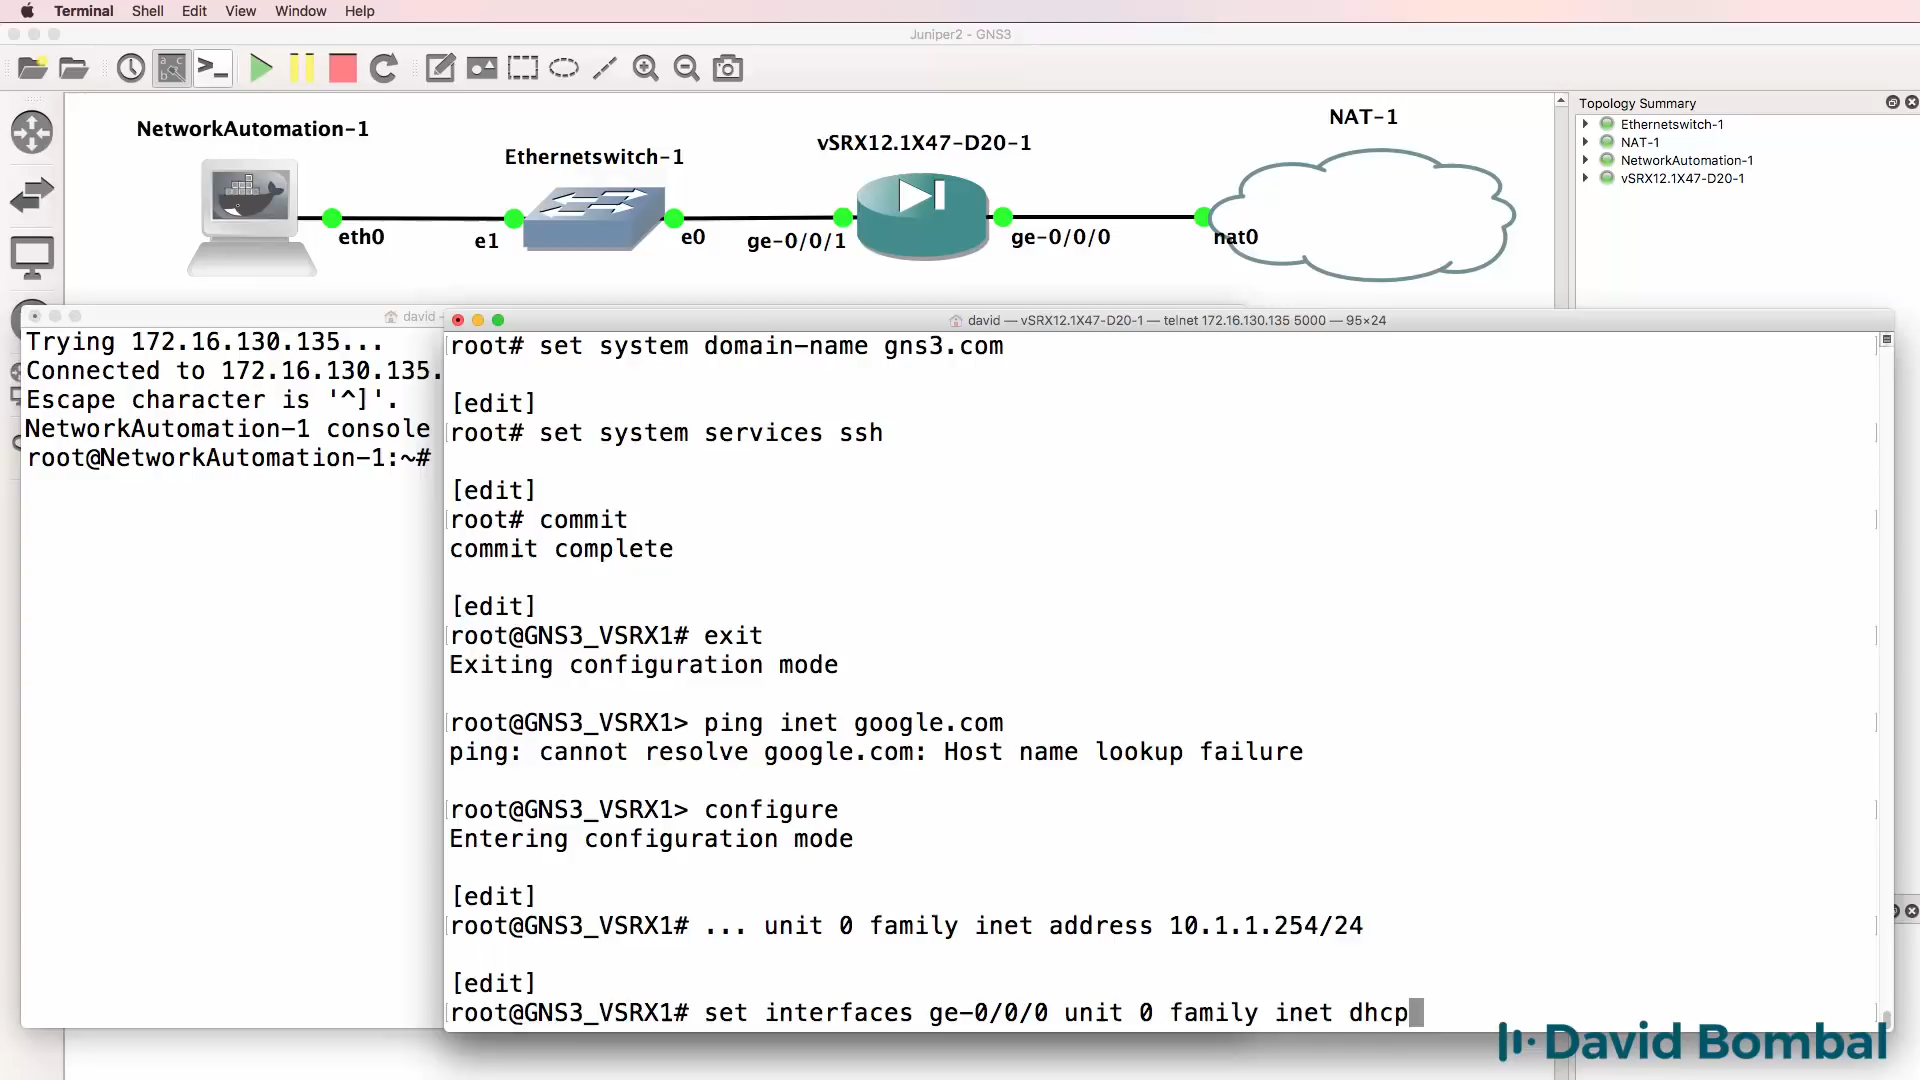 Terminal Shell Edit View Window Help
Juniper2 - GNS3
Topology Summary
Ethernetswitch-1
NAT-1
NetworkAutomation-1
vSRX12.1X47-D20-1
NetworkAutomation-1
Ethernetswitch-1
vSRX12.1X47-D20-1
NAT-1
eth0
e1
e0
ge-0/0/1
ge-0/0/0
nat0
david —
Trying 172.16.130.135...
Connected to 172.16.130.135.
Escape character is '^]'.
NetworkAutomation-1 console
root@NetworkAutomation-1:~#
david — vSRX12.1X47-D20-1 — telnet 172.16.130.135 5000 — 95×24
root# set system domain-name gns3.com
[edit]
root# set system services ssh
[edit]
root# commit
commit complete
[edit]
root@GNS3_VSRX1# exit
Exiting configuration mode
root@GNS3_VSRX1> ping inet google.com
ping: cannot resolve google.com: Host name lookup failure
root@GNS3_VSRX1> configure
Entering configuration mode
[edit]
root@GNS3_VSRX1# ... unit 0 family inet address 10.1.1.254/24
[edit]
root@GNS3_VSRX1# set interfaces ge-0/0/0 unit 0 family inet dhcp
David Bombal